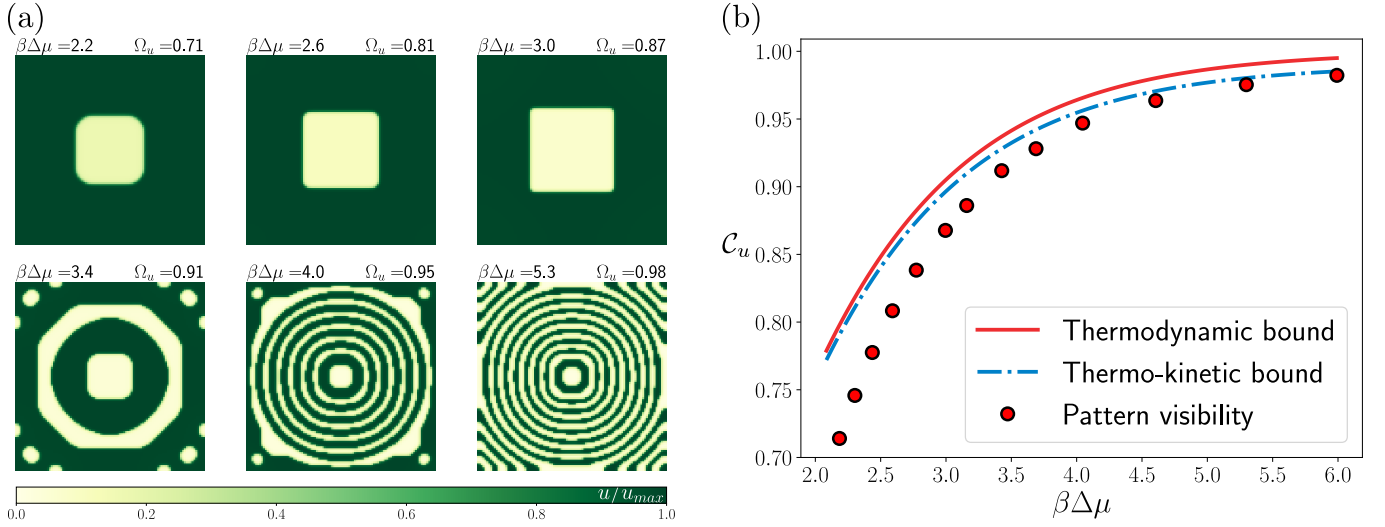 (a)
βΔμ =2.2 Ω_u =0.71
βΔμ =2.6 Ω_u =0.81
βΔμ =3.0 Ω_u =0.87
βΔμ =3.4 Ω_u =0.91
βΔμ =4.0 Ω_u =0.95
βΔμ =5.3 Ω_u =0.98
u/u_max
0.0 0.2 0.4 0.6 0.8 1.0
(b)
1.00
0.95
0.90
0.85
0.80
0.75
0.70
C_u
Thermodynamic bound
Thermo-kinetic bound
Pattern visibility
2.0 2.5 3.0 3.5 4.0 4.5 5.0 5.5 6.0
βΔμ